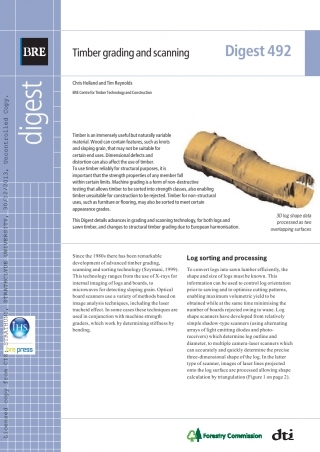 BRE
Timber grading and scanning
Digest 492
digest
Chris Holland and Tim Reynolds
BRE Centre for Timber Technology and Construction
Timber is an immensely useful but naturally variable
material. Wood can contain features, such as knots
and sloping grain, that may not be suitable for
certain end uses. Dimensional defects and
distortion can also affect the use of timber.
To use timber reliably for structural purposes, it is
important that the strength properties of any member fall
within certain limits. Machine grading is a form of non-destructive
testing that allows timber to be sorted into strength classes, also enabling
timber unsuitable for construction to be rejected. Timber for non-structural
uses, such as furniture or flooring, may also be sorted to meet certain
appearance grades.
This Digest details advances in grading and scanning technology, for both logs and
sawn timber, and changes to structural timber grading due to European harmonisation.
3D log shape data
processed as two
overlapping surfaces
Since the 1980s there has been remarkable
development of advanced timber grading,
scanning and sorting technology (Szymani, 1999).
This technology ranges from the use of X-rays for
internal imaging of logs and boards, to
microwaves for detecting sloping grain. Optical
board scanners use a variety of methods based on
image analysis techniques, including the laser
tracheid effect. In some cases these techniques are
used in conjunction with machine strength
graders, which work by determining stiffness by
bending.
Log sorting and processing
To convert logs into sawn lumber efficiently, the
shape and size of logs must be known. This
information can be used to control log orientation
prior to sawing and to optimise cutting patterns,
enabling maximum volumetric yield to be
obtained while at the same time minimising the
number of boards rejected owing to wane. Log
shape scanners have developed from relatively
simple shadow-type scanners (using alternating
arrays of light emitting diodes and photo-
receivers) which determine log outline and
diameter, to multiple camera-laser scanners which
can accurately and quickly determine the precise
three-dimensional shape of the log. In the latter
type of scanner, images of laser lines projected
onto the log surface are processed allowing shape
calculation by triangulation (Figure 1 on page 2).
IHS
bre press
Forestry Commission
dti